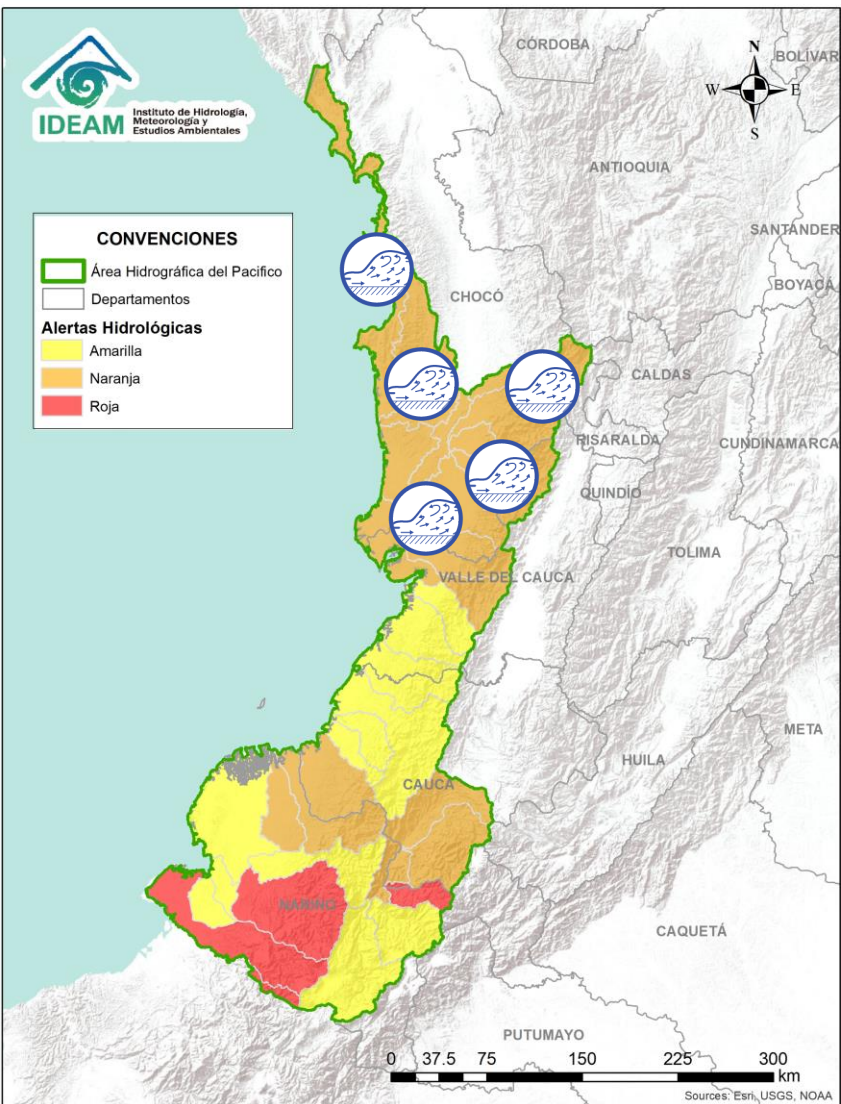 IDEAM
Instituto de Hidrología,
Meteorología y
Estudios Ambientales
CÓRDOBA
BOLÍVAR
N
W
E
S
ANTIOQUIA
SANTANDER
BOYACÁ
CONVENCIONES
Área Hidrográfica del Pacifico
Departamentos
Alertas Hidrológicas
Amarilla
Naranja
Roja
CHOCÓ
CALDAS
RISARALDA
CUNDINAMARCA
QUINDÍO
TOLIMA
VALLE DEL CAUCA
META
HUILA
CAUCA
NARIÑO
CAQUETÁ
PUTUMAYO
0 37.5 75 150 225 300
km
Sources: Esri, USGS, NOAA